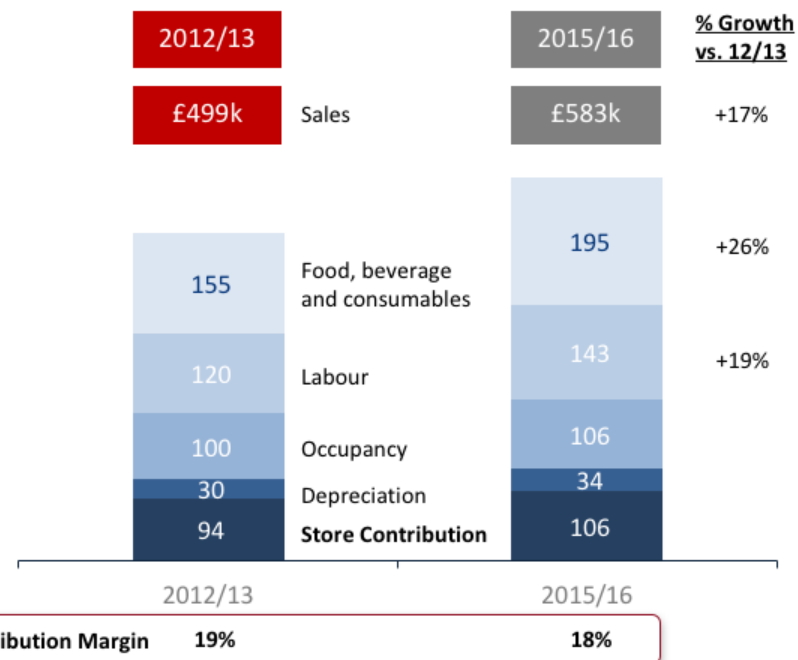 2012/13
2015/16
% Growth
vs. 12/13
£499k
Sales
£583k
+17%
155
Food, beverage
and consumables
195
+26%
120
Labour
143
+19%
100
Occupancy
106
30
Depreciation
34
94
Store Contribution
106
2012/13
2015/16
ibution Margin
19%
18%